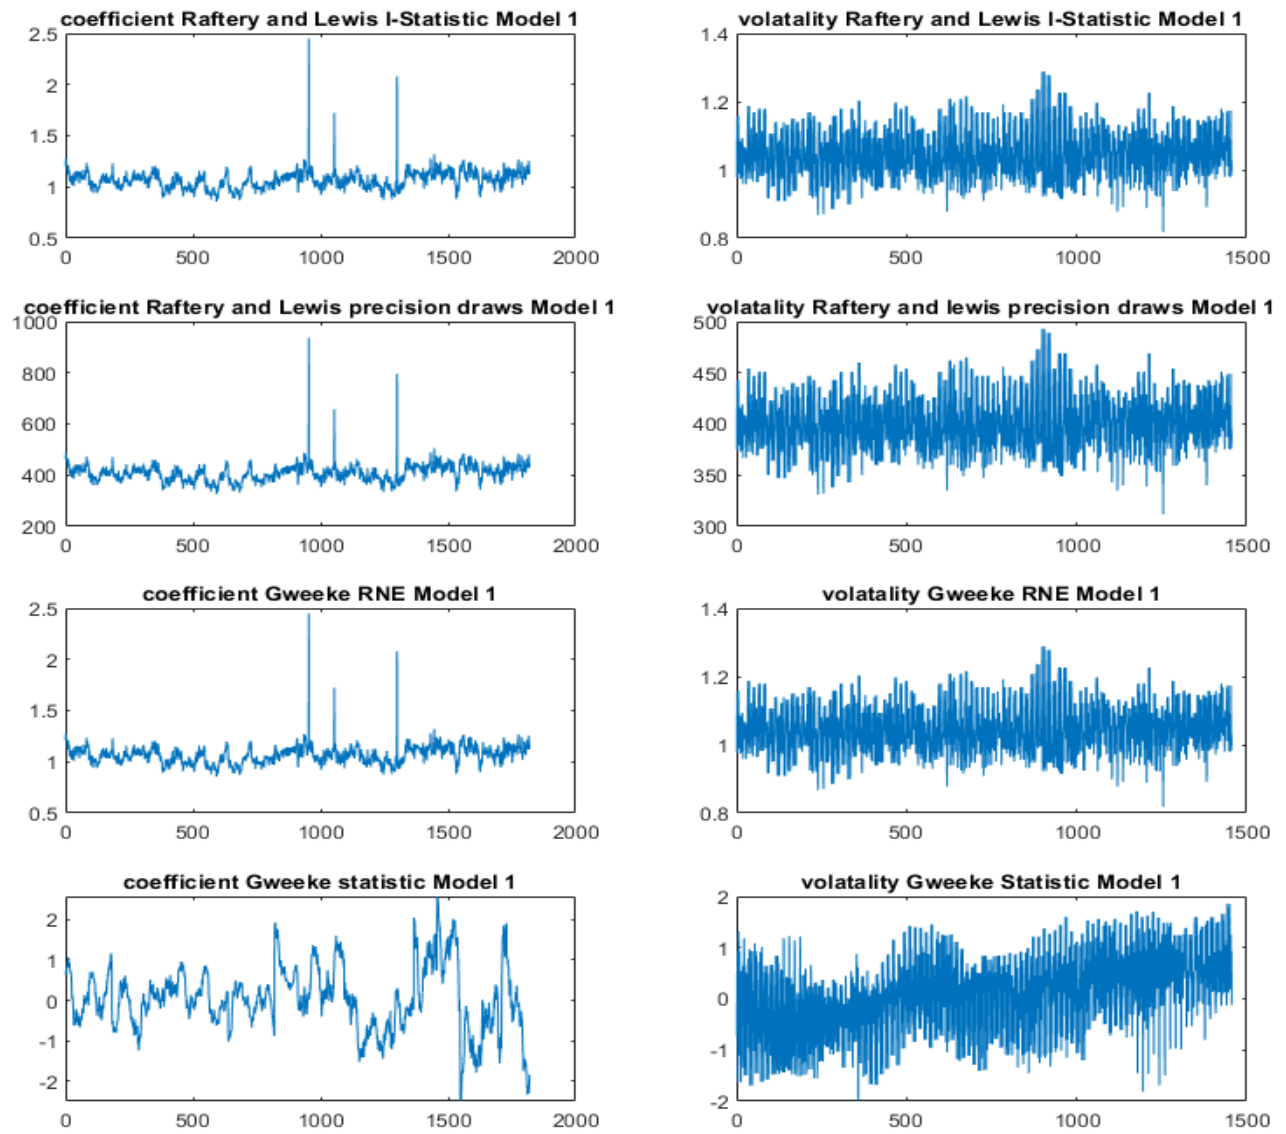 coefficient Raftery and Lewis I-Statistic Model 1
2.5
2
1.5
1
0.5
0 500 1000 1500 2000
volatality Raftery and Lewis I-Statistic Model 1
1.4
1.2
1
0.8
0 500 1000 1500
coefficient Raftery and Lewis precision draws Model 1
1000
800
600
400
200
0 500 1000 1500 2000
volatality Raftery and lewis precision draws Model 1
500
450
400
350
300
0 500 1000 1500
coefficient Gweeke RNE Model 1
2.5
2
1.5
1
0.5
0 500 1000 1500 2000
volatality Gweeke RNE Model 1
1.4
1.2
1
0.8
0 500 1000 1500
coefficient Gweeke statistic Model 1
2
1
0
-1
-2
0 500 1000 1500 2000
volatality Gweeke Statistic Model 1
2
1
0
-1
-2
0 500 1000 1500